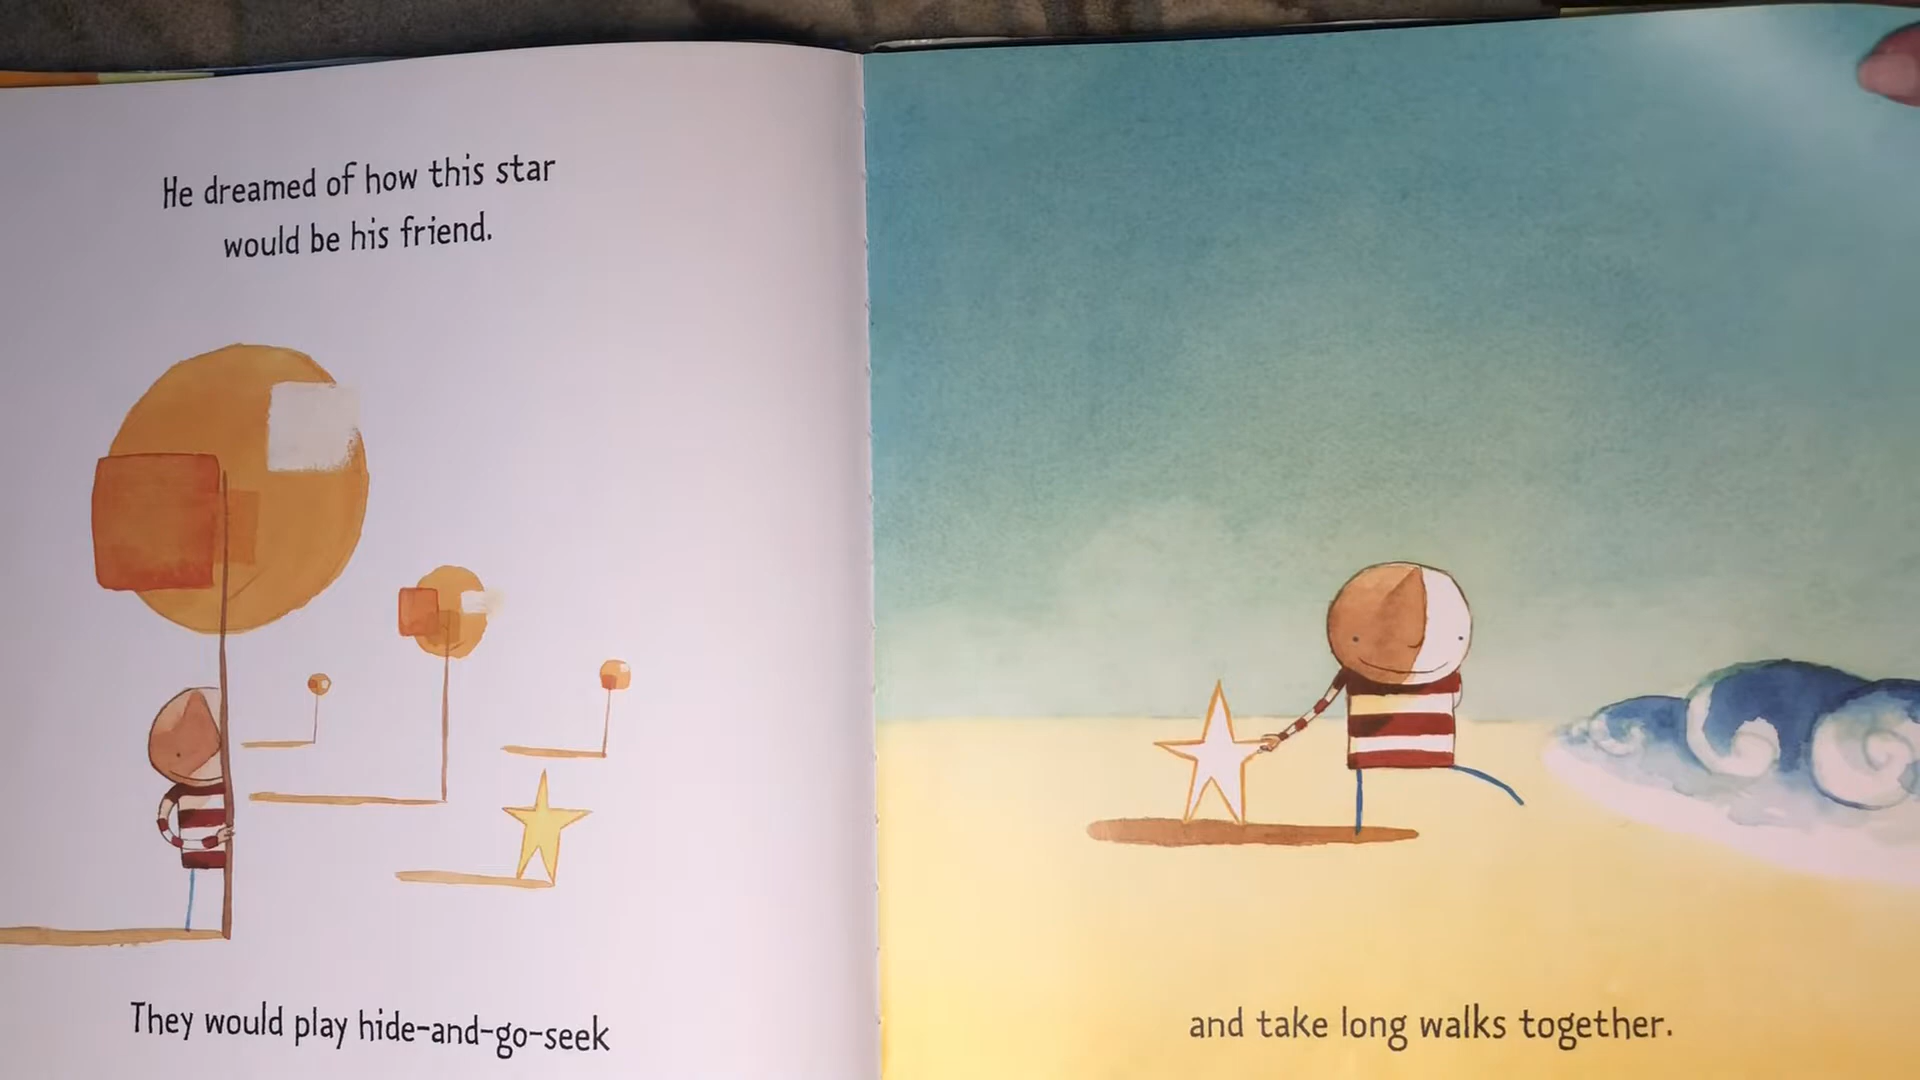 He dreamed of how this star
would be his friend.
They would play hide-and-go-seek
and take long walks together.